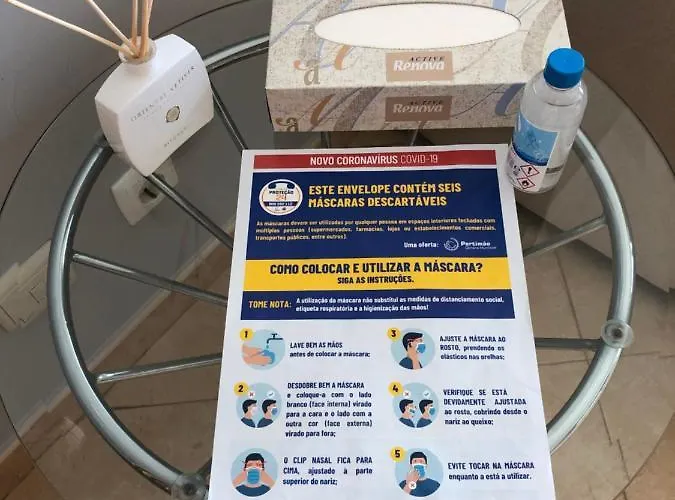 ORIENTAL VETIVER
RITUALS
ACTIVE
Renova
ACTIVE
Renova
NOVO CORONAVÍRUS COVID-19
PROTEÇÃO
24
ESTE ENVELOPE CONTÉM SEIS
MÁSCARAS DESCARTÁVEIS
As máscaras devem ser utilizadas por qualquer pessoa em espaços interiores fechados com
múltiplas pessoas (supermercados, farmácias, lojas ou estabelecimentos comerciais,
transportes públicos, entre outros).
Uma oferta:
Portimão
Câmara Municipal
COMO COLOCAR E UTILIZAR A MÁSCARA?
SIGA AS INSTRUÇÕES.
TOME NOTA: A utilização da máscara não substitui as medidas de distanciamento social,
etiqueta respiratória e a higienização das mãos!
1
LAVE BEM AS MÃOS
antes de colocar a máscara;
2
DESDOBRE BEM A MÁSCARA
e coloque-a com o lado
branco (face interna) virado
para a cara e o lado com a
outra cor (face externa)
virado para fora;
O CLIP NASAL FICA PARA
CIMA, ajustado à parte
superior do nariz;
3
AJUSTE A MÁSCARA AO
ROSTO, prendendo os
elásticos nas orelhas;
4
VERIFIQUE SE ESTÁ
DEVIDAMENTE AJUSTADA
ao rosto, cobrindo desde o
nariz ao queixo;
5
EVITE TOCAR NA MÁSCARA
enquanto a está a utilizar.